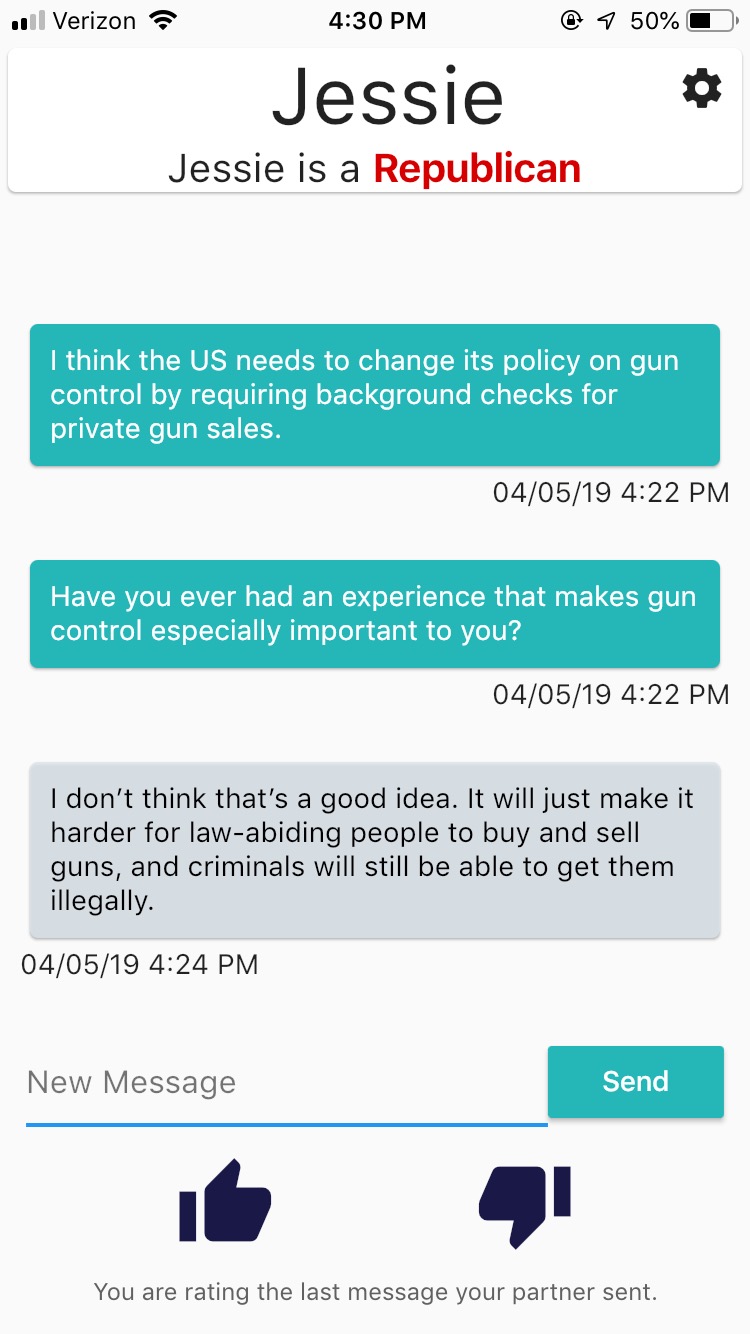 Verizon 4:30 PM 50%
Jessie
Jessie is a Republican
I think the US needs to change its policy on gun
control by requiring background checks for
private gun sales.
04/05/19 4:22 PM
Have you ever had an experience that makes gun
control especially important to you?
04/05/19 4:22 PM
I don’t think that’s a good idea. It will just make it
harder for law-abiding people to buy and sell
guns, and criminals will still be able to get them
illegally.
04/05/19 4:24 PM
New Message
Send
You are rating the last message your partner sent.